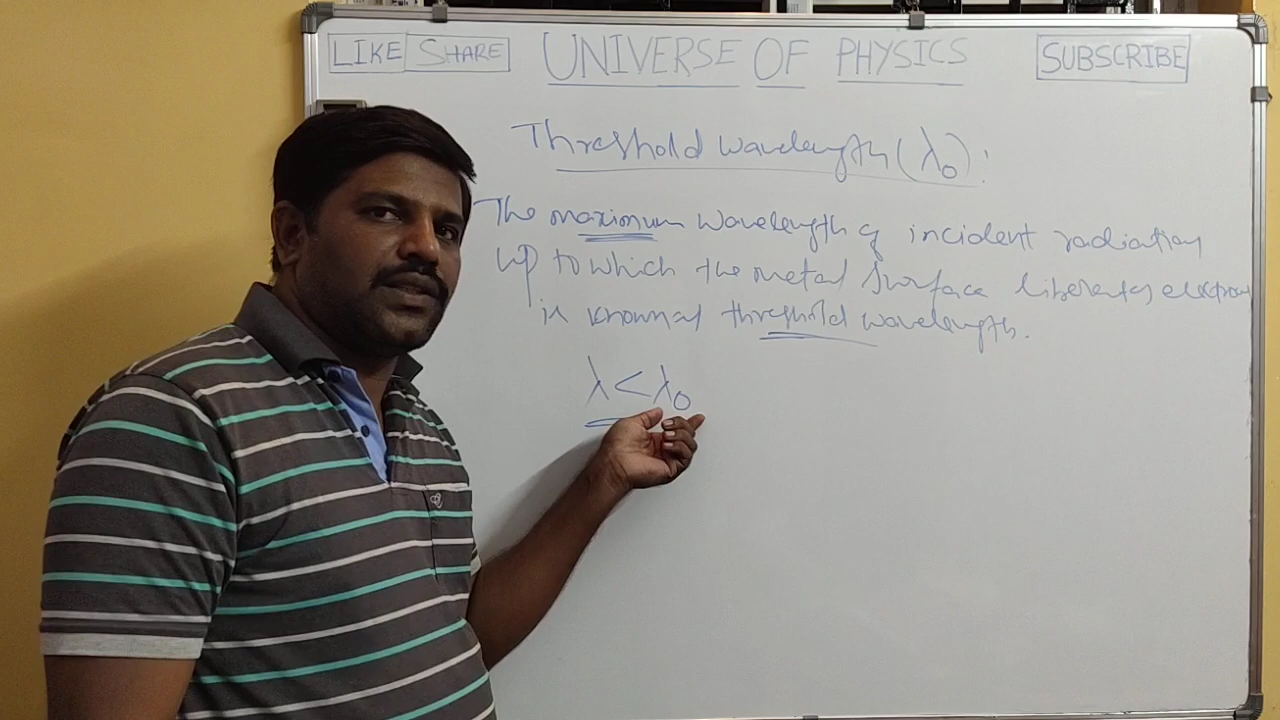 LIKE SHARE UNIVERSE OF PHYSICS SUBSCRIBE
Threshold wavelength (λ₀) :
The maximum wavelength of incident radiation
up to which the metal surface liberates electrons
is known as threshold wavelength.
λ < λ₀